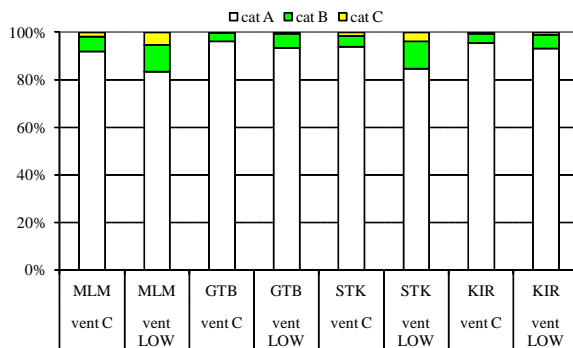 cat A cat B cat C
100%
80%
60%
40%
20%
0%
MLM MLM GTB GTB STK STK KIR KIR
vent C vent LOW vent C vent LOW vent C vent LOW vent C vent LOW